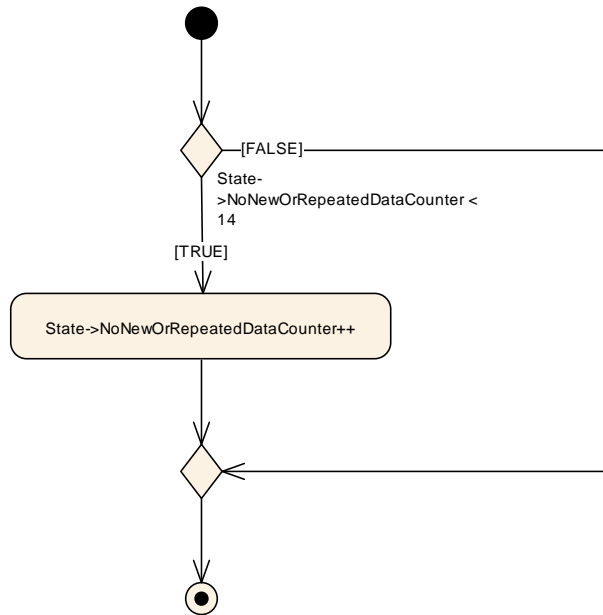 [FALSE]
State-
>NoNewOrRepeatedDataCounter <
14
[TRUE]
State->NoNewOrRepeatedDataCounter++